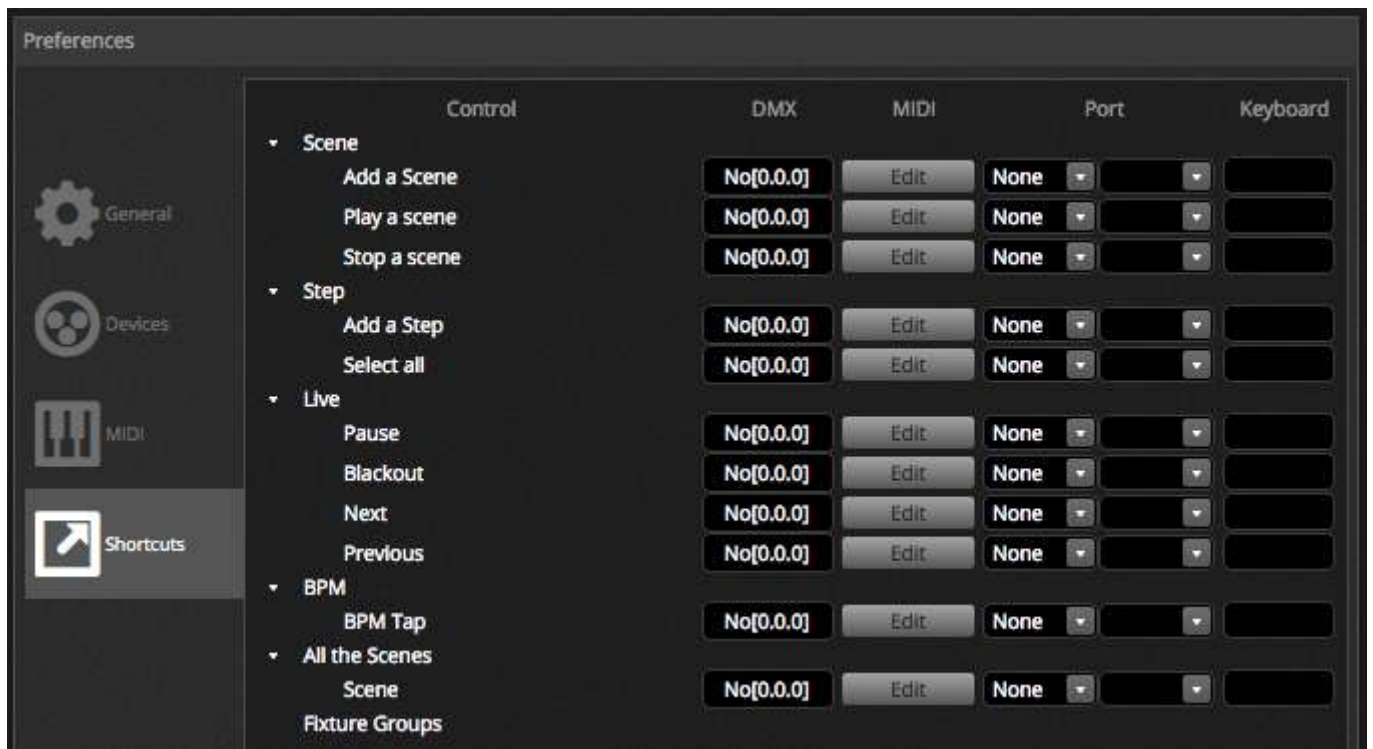 Preferences
Control DMX MIDI Port Keyboard
Scene
Add a Scene No[0.0.0] Edit None
General
Play a scene No[0.0.0] Edit None
Stop a scene No[0.0.0] Edit None
Step
Devices
Add a Step No[0.0.0] Edit None
Select all No[0.0.0] Edit None
Live
MIDI
Pause No[0.0.0] Edit None
Blackout No[0.0.0] Edit None
Next No[0.0.0] Edit None
Shortcuts
Previous No[0.0.0] Edit None
BPM
BPM Tap No[0.0.0] Edit None
All the Scenes
Scene No[0.0.0] Edit None
Fixture Groups